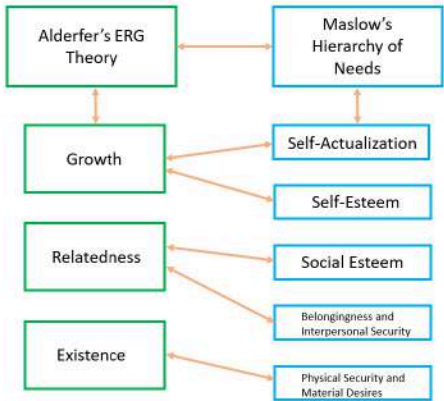 Alderfer's ERG
Theory
Maslow's
Hierarchy of
Needs
Growth
Self-Actualization
Self-Esteem
Relatedness
Social Esteem
Belongingness and
Interpersonal Security
Existence
Physical Security and
Material Desires